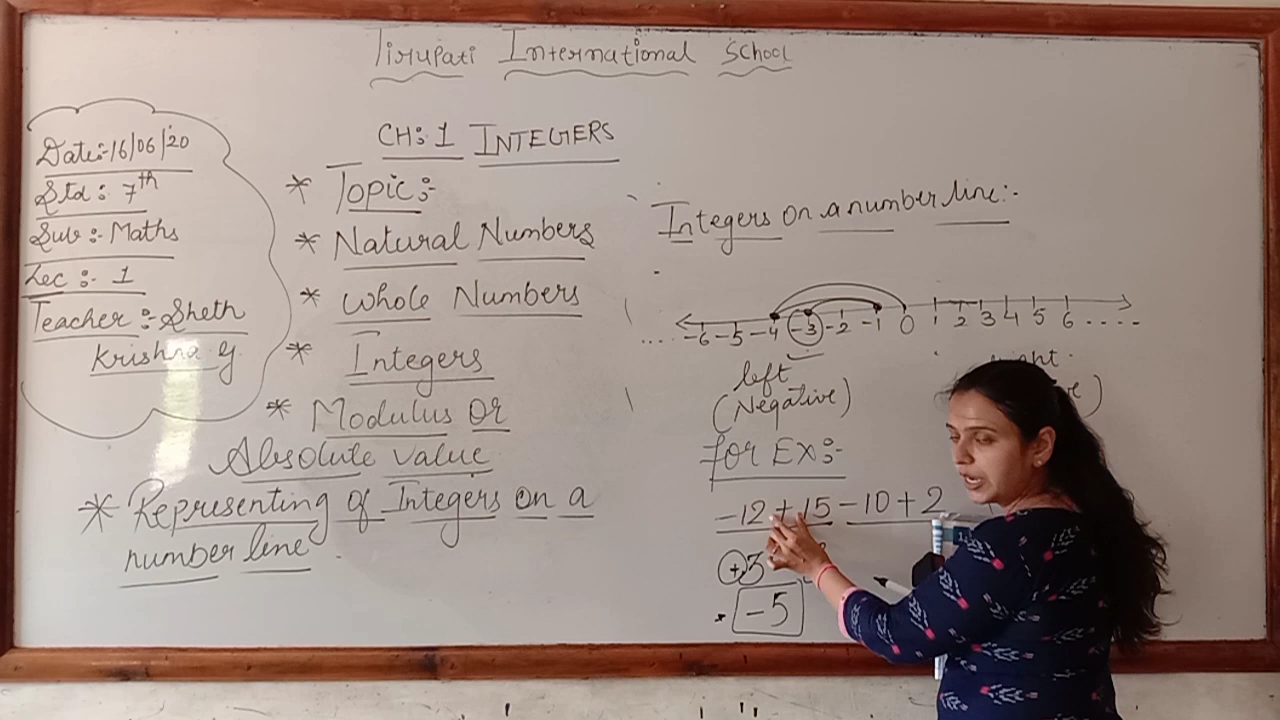 Tirupati International School
CH: 1 INTEGERS
Date:-16/06/20
Std : 7th
Sub :- Maths
Lec :- 1
Teacher : Sheth
Krishna y
* Topic:-
* Natural Numbers
* Whole Numbers
* Integers
* Modulus Or
Absolute value
* Representing of Integers on a
number line.
Integers on a number line:-
.... -6 -5 -4 -3 -2 -1 0 1 2 3 4 5 6 ....
left
(Negative)
for Ex:-
-12 + 15 - 10 + 2
+3
-5